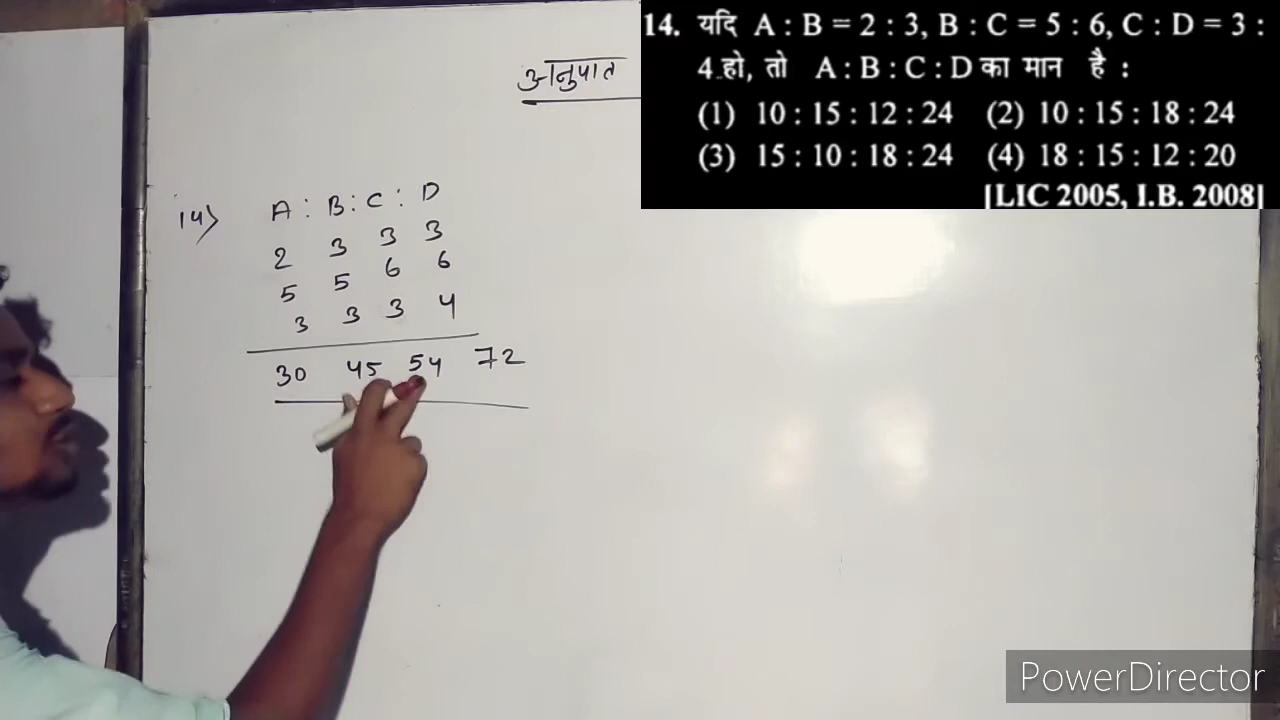 14. यदि A : B = 2 : 3, B : C = 5 : 6, C : D = 3 :
4 हो, तो A : B : C : D का मान है :
(1) 10 : 15 : 12 : 24 (2) 10 : 15 : 18 : 24
(3) 15 : 10 : 18 : 24 (4) 18 : 15 : 12 : 20
[LIC 2005, I.B. 2008]
अनुपात
14) A : B : C : D
2 3 3 3
5 5 6 6
3 3 3 4
30 45 54 72
PowerDirector